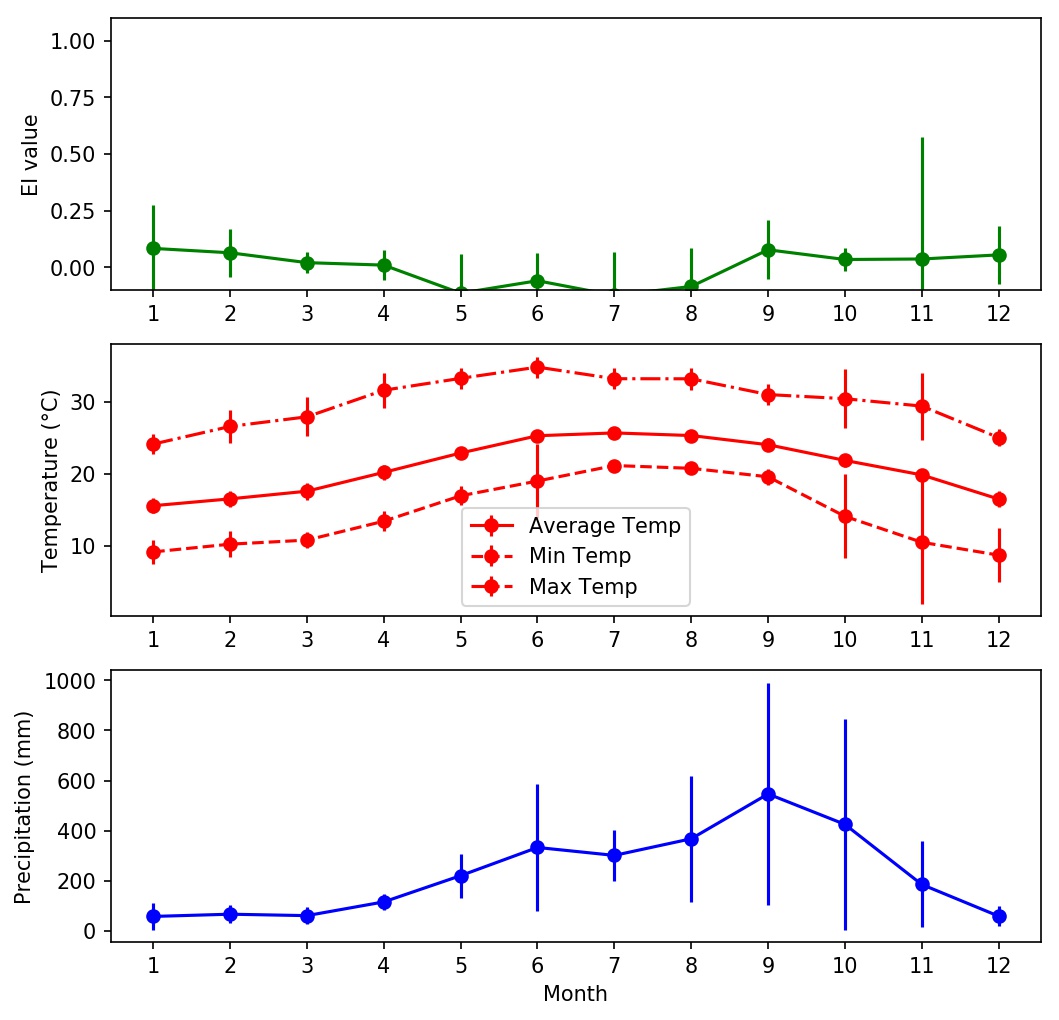 EI value
1.00
0.75
0.50
0.25
0.00
1 2 3 4 5 6 7 8 9 10 11 12
Temperature (°C)
30
20
10
Average Temp
Min Temp
Max Temp
1 2 3 4 5 6 7 8 9 10 11 12
Precipitation (mm)
1000
800
600
400
200
0
1 2 3 4 5 6 7 8 9 10 11 12
Month